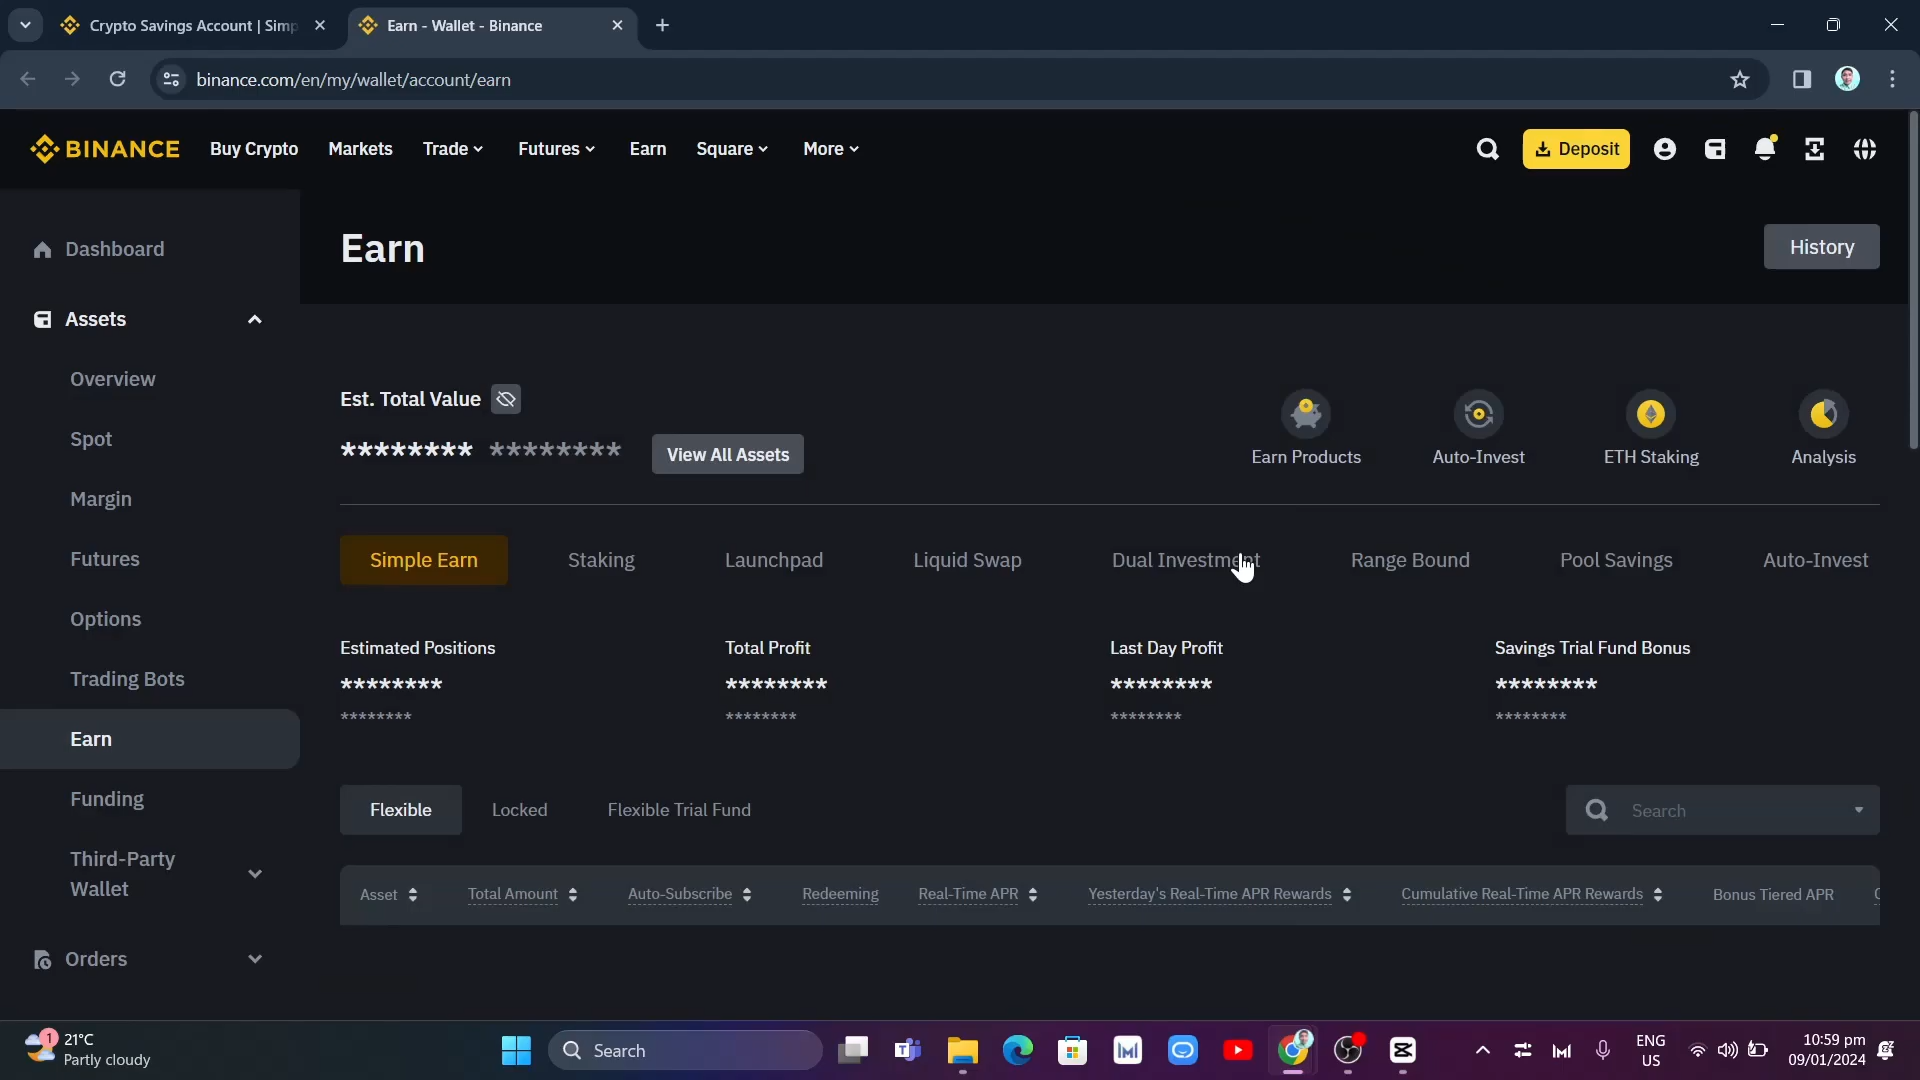 Crypto Savings Account | Simp
Earn - Wallet - Binance
binance.com/en/my/wallet/account/earn
BINANCE Buy Crypto Markets Trade Futures Earn Square More Deposit
Dashboard
Earn
History
Assets
Overview
Est. Total Value
******** ********
View All Assets
Earn Products
Auto-Invest
ETH Staking
Analysis
Spot
Margin
Futures
Simple Earn Staking Launchpad Liquid Swap Dual Investment Range Bound Pool Savings Auto-Invest
Options
Estimated Positions Total Profit Last Day Profit Savings Trial Fund Bonus
Trading Bots
******** ******** ******** ********
******** ******** ******** ********
Earn
Funding
Flexible Locked Flexible Trial Fund Search
Third-Party
Wallet
Asset Total Amount Auto-Subscribe Redeeming Real-Time APR Yesterday's Real-Time APR Rewards Cumulative Real-Time APR Rewards Bonus Tiered APR
Orders
1
21°C
Partly cloudy
Search
ENG
US
10:59 pm
09/01/2024